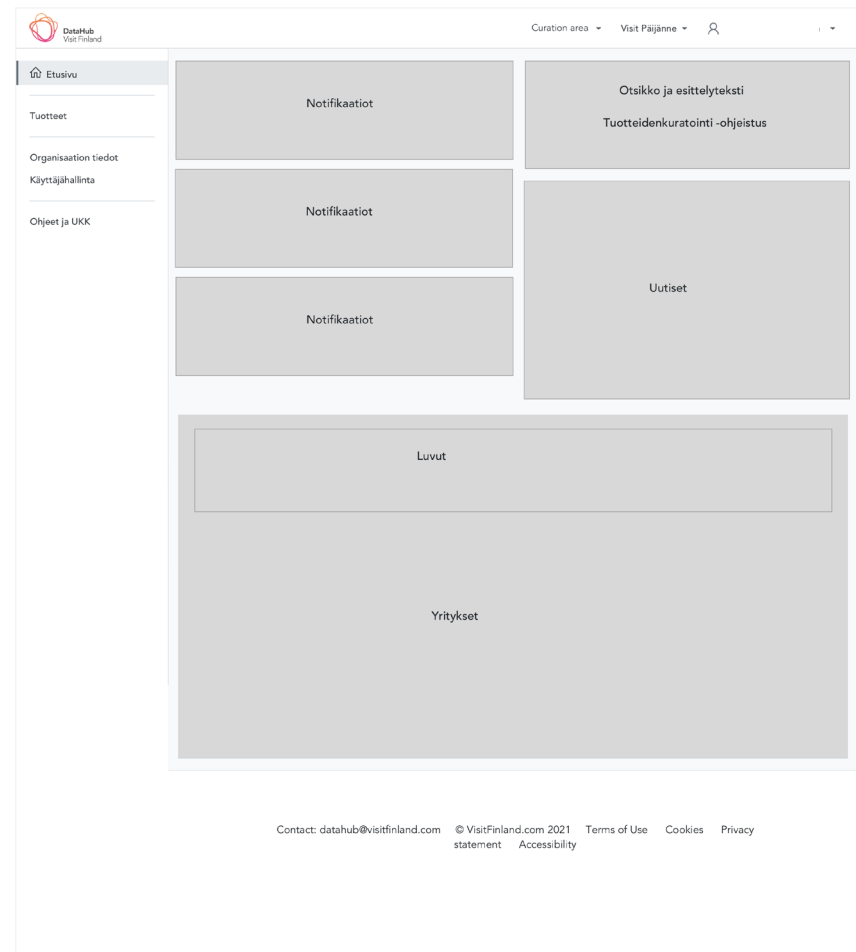 DataHub
Visit Finland
Curation area
Visit Päijänne
Etusivu
Tuotteet
Organisaation tiedot
Käyttäjähallinta
Ohjeet ja UKK
Notifikaatiot
Notifikaatiot
Notifikaatiot
Otsikko ja esittelyteksti
Tuotteidenkuratointi -ohjeistus
Uutiset
Luvut
Yritykset
Contact: datahub@visitfinland.com © VisitFinland.com 2021 Terms of Use Cookies Privacy
statement Accessibility